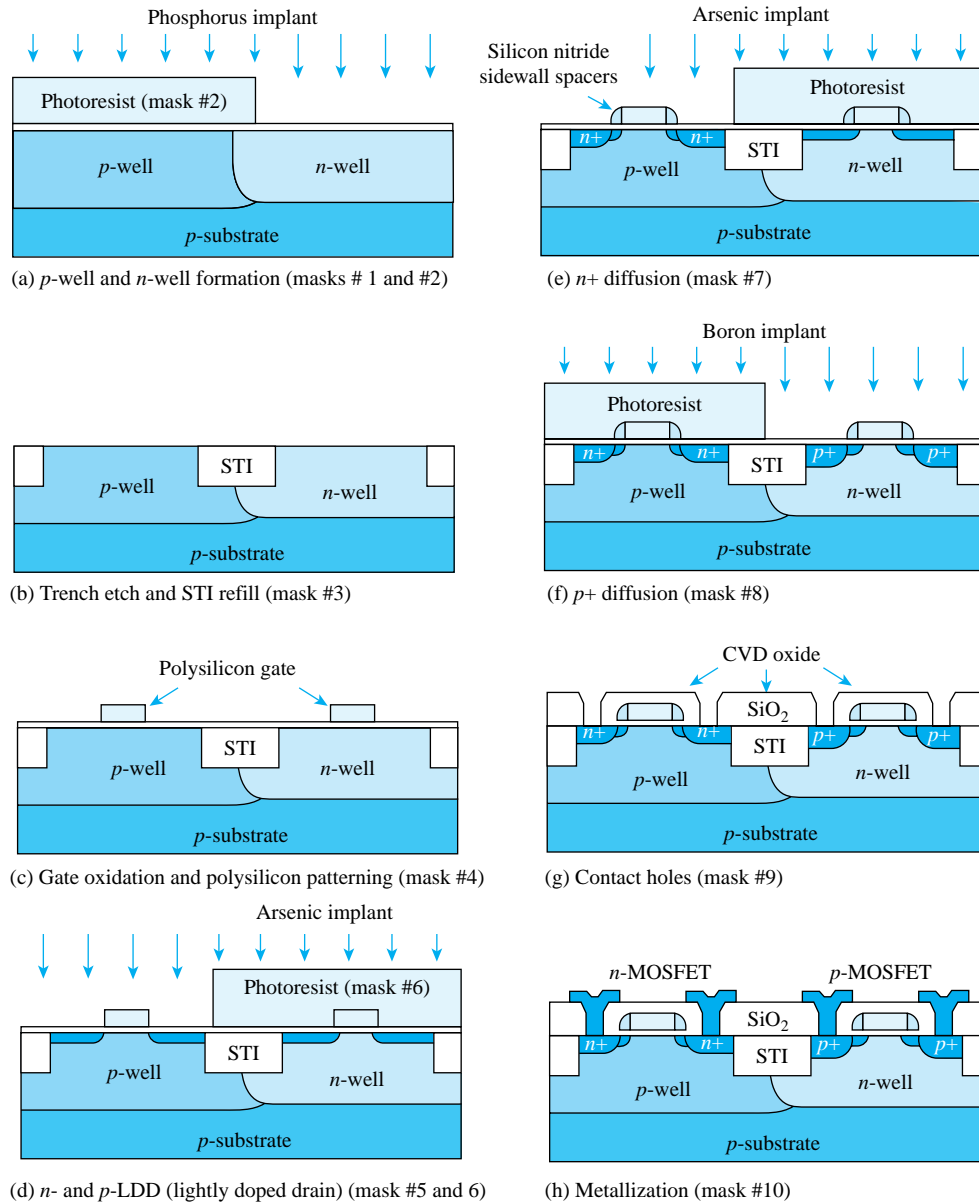 Phosphorus implant
Photoresist (mask #2)
p-well
n-well
p-substrate
(a) p-well and n-well formation (masks # 1 and #2)
STI
p-well
n-well
p-substrate
(b) Trench etch and STI refill (mask #3)
Polysilicon gate
STI
p-well
n-well
p-substrate
(c) Gate oxidation and polysilicon patterning (mask #4)
Arsenic implant
Photoresist (mask #6)
STI
p-well
n-well
p-substrate
(d) n- and p-LDD (lightly doped drain) (mask #5 and 6)
Arsenic implant
Silicon nitride
sidewall spacers
Photoresist
n+
n+
STI
p-well
n-well
p-substrate
(e) n+ diffusion (mask #7)
Boron implant
Photoresist
n+
n+
STI
p+
p+
p-well
n-well
p-substrate
(f) p+ diffusion (mask #8)
CVD oxide
SiO₂
n+
n+
STI
p+
p+
p-well
n-well
p-substrate
(g) Contact holes (mask #9)
n-MOSFET
p-MOSFET
SiO₂
n+
n+
STI
p+
p+
p-well
n-well
p-substrate
(h) Metallization (mask #10)